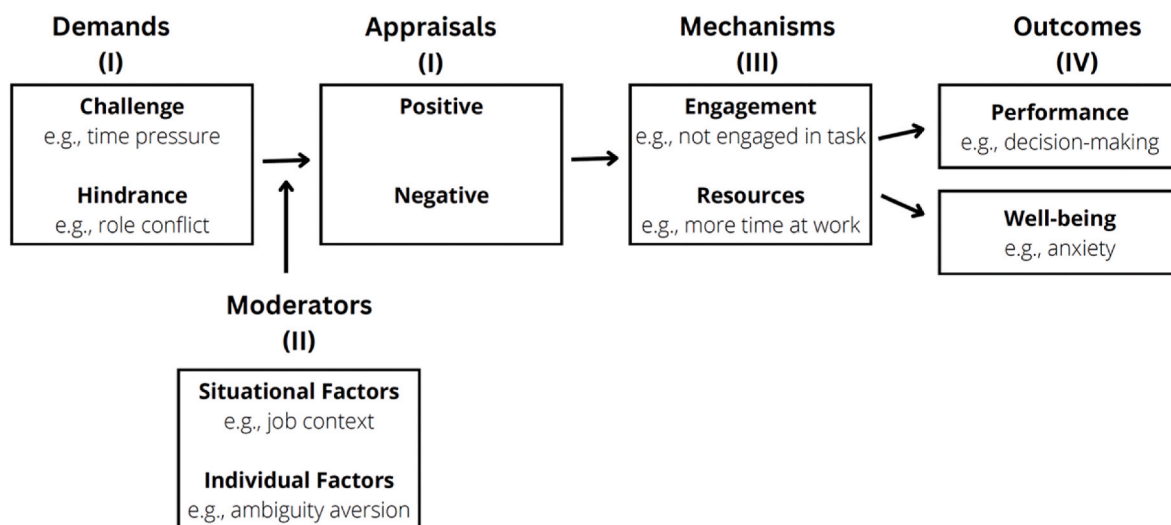 Demands
(I)
Challenge
e.g., time pressure
Hindrance
e.g., role conflict
Appraisals
(I)
Positive
Negative
Mechanisms
(III)
Engagement
e.g., not engaged in task
Resources
e.g., more time at work
Outcomes
(IV)
Performance
e.g., decision-making
Well-being
e.g., anxiety
Moderators
(II)
Situational Factors
e.g., job context
Individual Factors
e.g., ambiguity aversion